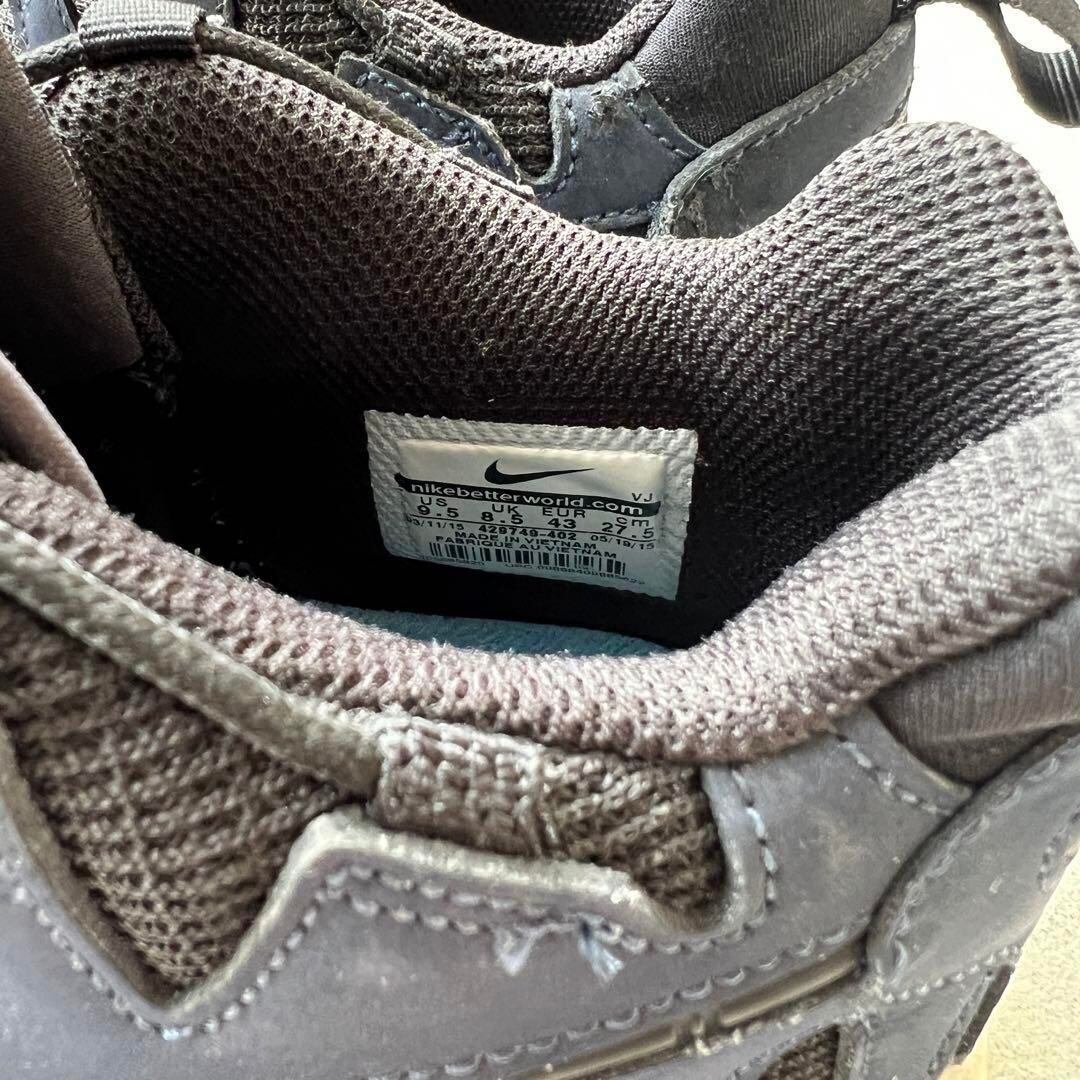 nikebetterworld.com VJ
US UK EUR cm
9.5 8.5 43 27.5
03/11/15 429749-402 05/19/15
MADE IN VIETNAM
FABRIQUE AU VIETNAM